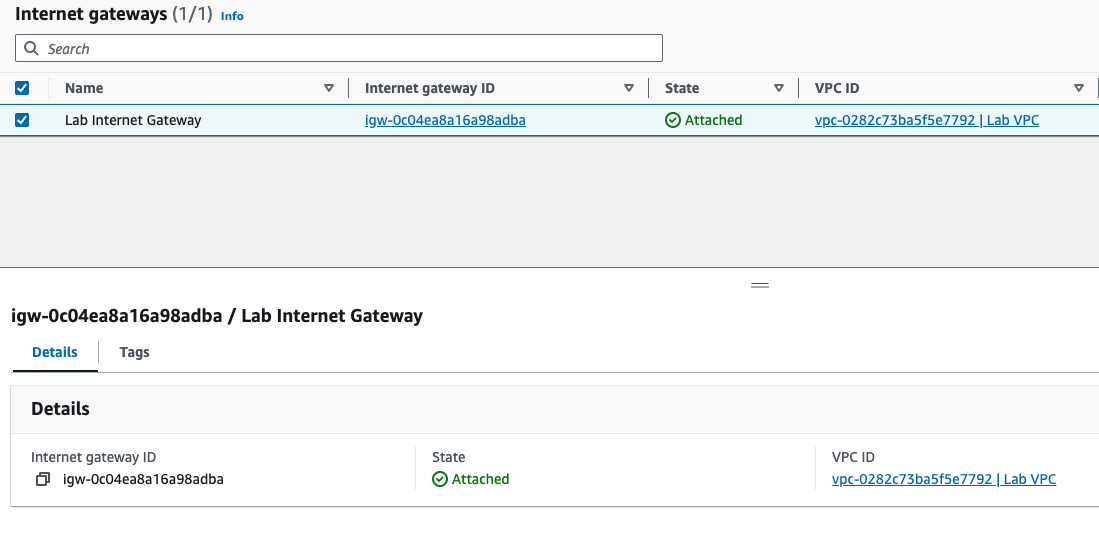 Internet gateways (1/1) Info
Search
Name Internet gateway ID State VPC ID
Lab Internet Gateway igw-0c04ea8a16a98adba Attached vpc-0282c73ba5f5e7792 | Lab VPC
igw-0c04ea8a16a98adba / Lab Internet Gateway
Details Tags
Details
Internet gateway ID State VPC ID
igw-0c04ea8a16a98adba Attached vpc-0282c73ba5f5e7792 | Lab VPC